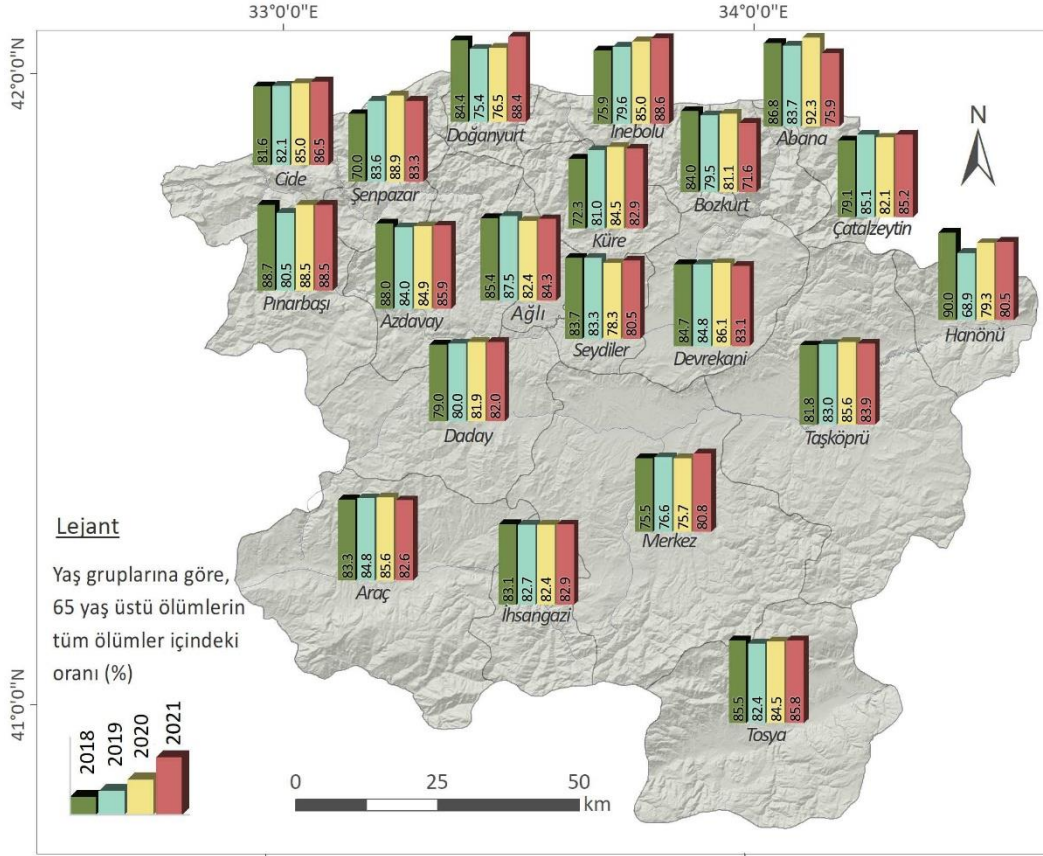 33°0'0"E
34°0'0"E
42°0'0"N
41°0'0"N
N
81.6 82.1 85.0 86.5
Cide
70.0 83.6 88.9 83.3
Şenpazar
84.4 75.4 76.5 88.4
Doğanyurt
75.9 79.6 85.0 88.6
İnebolu
86.8 83.7 92.3 75.9
Abana
84.0 79.5 81.1 71.6
Bozkurt
79.1 85.1 82.1 85.2
Çatalzeytin
72.3 81.0 84.5 82.9
Küre
88.7 80.5 88.5 88.5
Pınarbaşı
88.0 84.0 84.9 85.9
Azdavay
85.4 87.5 82.4 84.3
Ağlı
83.7 83.3 78.3 80.5
Seydiler
84.7 84.8 86.1 83.1
Devrekani
90.0 68.9 79.3 80.5
Hanönü
79.0 80.0 81.9 82.0
Daday
81.8 83.0 85.6 83.9
Taşköprü
75.5 76.6 75.7 80.8
Merkez
83.3 84.8 85.6 82.6
Araç
83.1 82.7 82.4 82.9
İhsangazi
85.5 82.4 84.5 85.8
Tosya
Lejant
Yaş gruplarına göre,
65 yaş üstü ölümlerin
tüm ölümler içindeki
oranı (%)
2018 2019 2020 2021
0 25 50
km